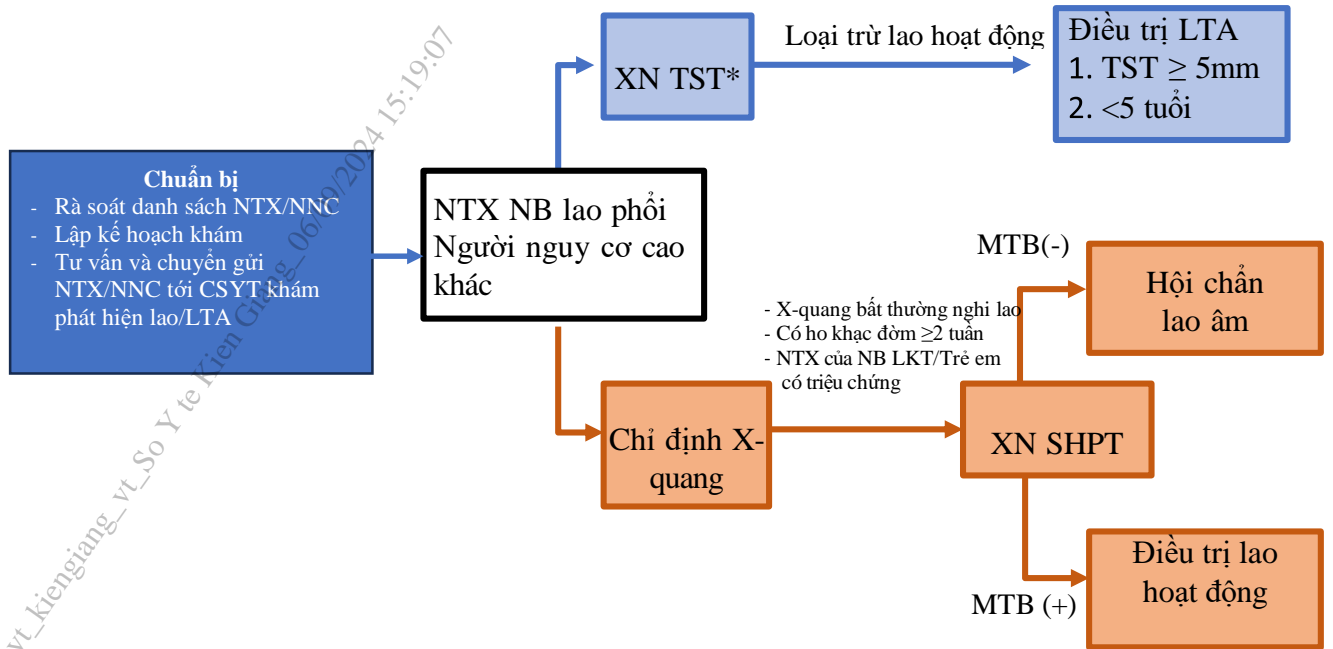 Chuẩn bị
- Rà soát danh sách NTX/NNC
- Lập kế hoạch khám
- Tư vấn và chuyển gửi
NTX/NNC tới CSYT khám
phát hiện lao/LTA
NTX NB lao phổi
Người nguy cơ cao
khác
XN TST*
Loại trừ lao hoạt động
Điều trị LTA
1. TST ≥ 5mm
2. <5 tuổi
Chỉ định X-
quang
- X-quang bất thường nghi lao
- Có ho khạc đờm ≥2 tuần
- NTX của NB LKT/Trẻ em
có triệu chứng
XN SHPT
MTB(-)
Hội chẩn
lao âm
MTB (+)
Điều trị lao
hoạt động
vt_kiengiang_vt_So Y te Kien Giang_06/09/2024 15:19:07